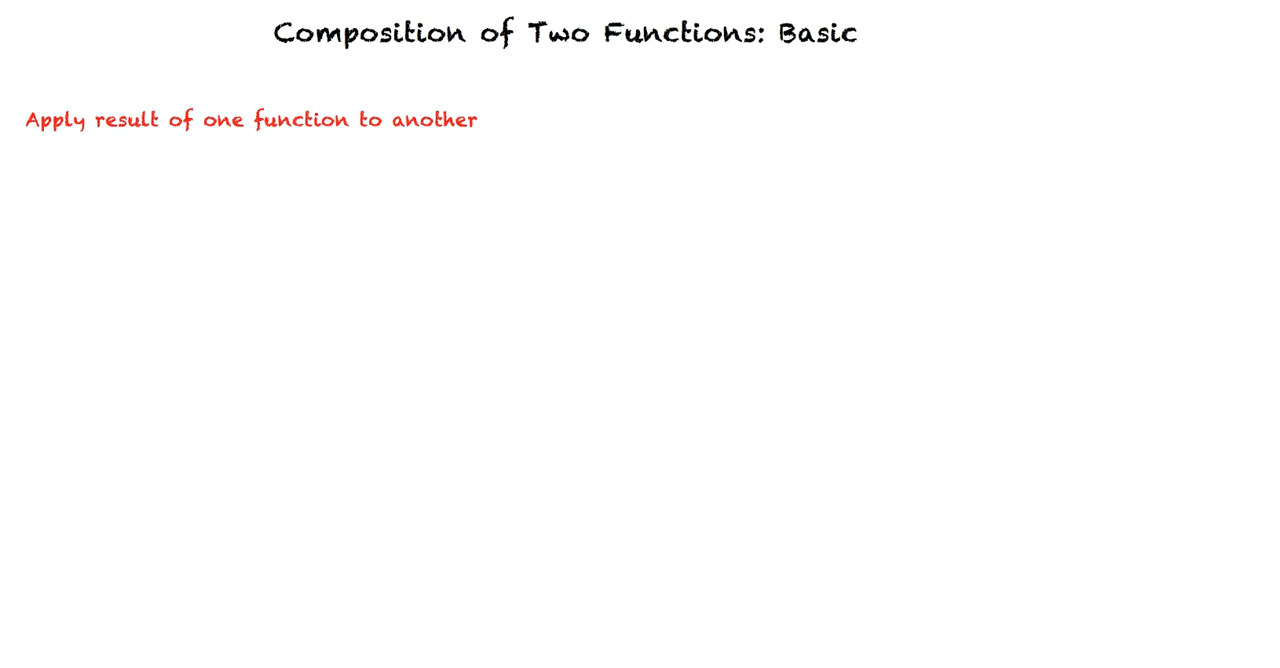 Composition of Two Functions: Basic
Apply result of one function to another